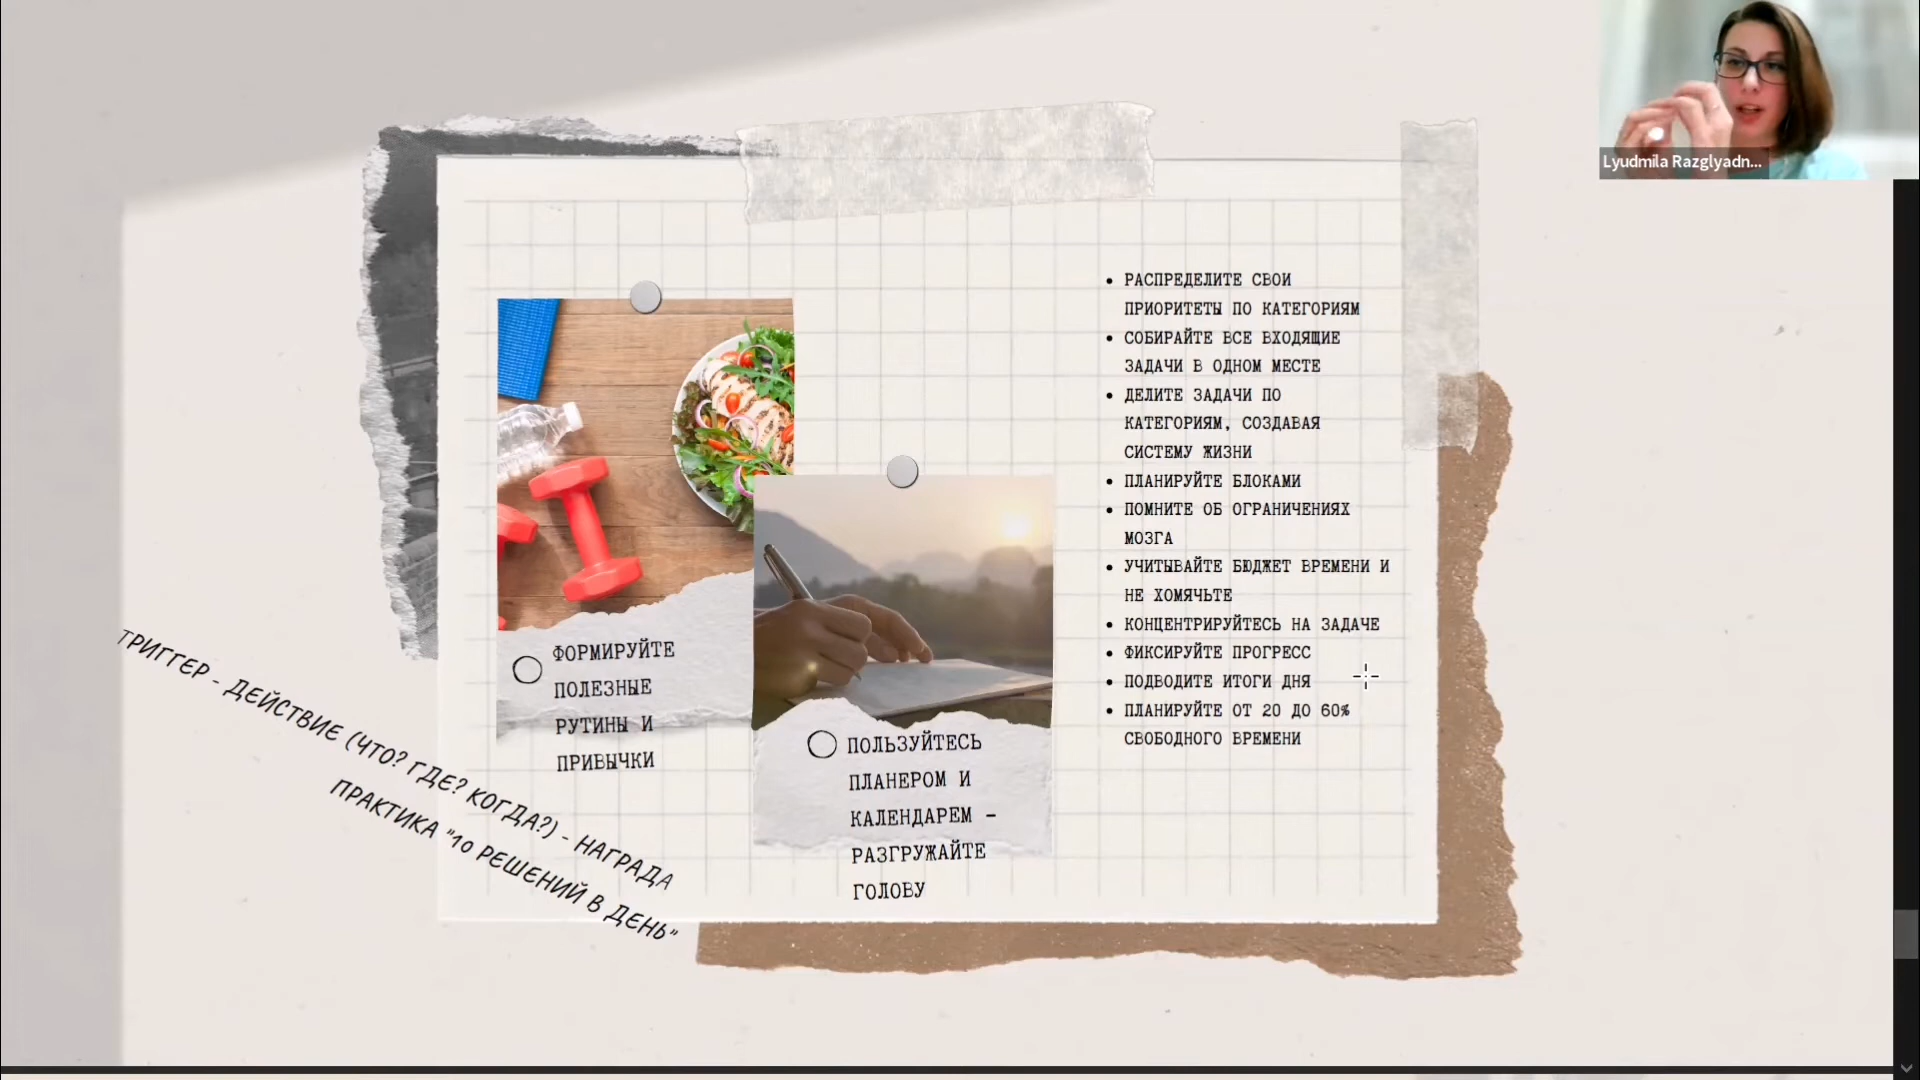 Lyudmila Razglyadn...
РАСПРЕДЕЛИТЕ СВОИ
ПРИОРИТЕТЫ ПО КАТЕГОРИЯМ
СОБИРАЙТЕ ВСЕ ВХОДЯЩИЕ
ЗАДАЧИ В ОДНОМ МЕСТЕ
ДЕЛИТЕ ЗАДАЧИ ПО
КАТЕГОРИЯМ, СОЗДАВАЯ
СИСТЕМУ ЖИЗНИ
ПЛАНИРУЙТЕ БЛОКАМИ
ПОМНИТЕ ОБ ОГРАНИЧЕНИЯХ
МОЗГА
УЧИТЫВАЙТЕ БЮДЖЕТ ВРЕМЕНИ И
НЕ ХОМЯЧЬТЕ
КОНЦЕНТРИРУЙТЕСЬ НА ЗАДАЧЕ
ФИКСИРУЙТЕ ПРОГРЕСС
ПОДВОДИТЕ ИТОГИ ДНЯ
ПЛАНИРУЙТЕ ОТ 20 ДО 60%
СВОБОДНОГО ВРЕМЕНИ
ФОРМИРУЙТЕ
ПОЛЕЗНЫЕ
РУТИНЫ И
ПРИВЫЧКИ
ПОЛЬЗУЙТЕСЬ
ПЛАНЕРОМ И
КАЛЕНДАРЕМ –
РАЗГРУЖАЙТЕ
ГОЛОВУ
ТРИГГЕР - ДЕЙСТВИЕ (ЧТО? ГДЕ? КОГДА?) - НАГРАДА
ПРАКТИКА "10 РЕШЕНИЙ В ДЕНЬ"